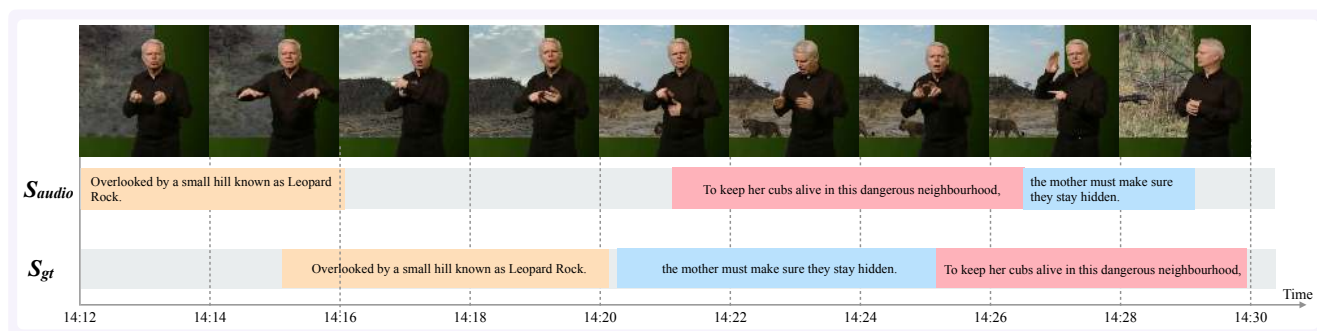 S_audio
Overlooked by a small hill known as Leopard
Rock.
To keep her cubs alive in this dangerous neighbourhood,
the mother must make sure
they stay hidden.
S_gt
Overlooked by a small hill known as Leopard Rock.
the mother must make sure they stay hidden.
To keep her cubs alive in this dangerous neighbourhood,
Time
14:12 14:14 14:16 14:18 14:20 14:22 14:24 14:26 14:28 14:30